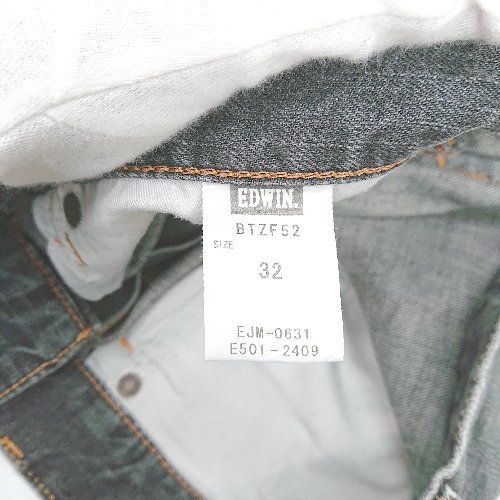 EDWIN.
BTZF52
SIZE
32
EJM-0631
E501-2409